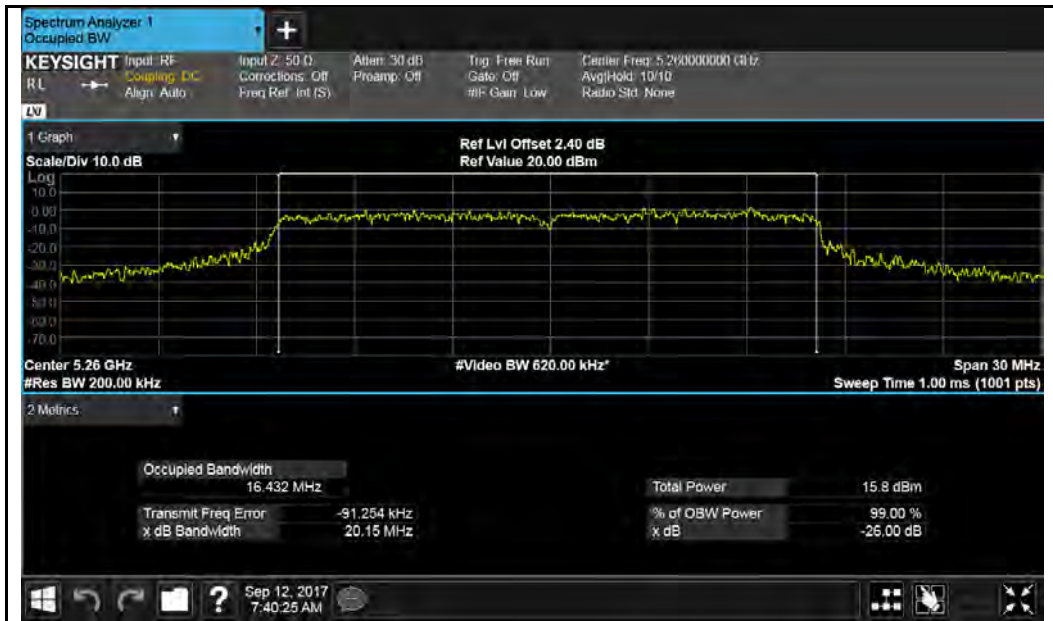 Spectrum Analyzer 1
Occupied BW
+
KEYSIGHT Input: RF Input Z: 50 Ω Atten: 30 dB Trig: Free Run Center Freq: 5.260000000 GHz
Coupling: DC Corrections: Off Preamp: Off Gate: Off Avg|Hold: 10/10
RL Align: Auto Freq Ref: Int (S) #IF Gain: Low Radio Std: None
LXI
1 Graph
Ref Lvl Offset 2.40 dB
Scale/Div 10.0 dB Ref Value 20.00 dBm
Log
10.0
0.00
-10.0
-20.0
-30.0
-40.0
-50.0
-60.0
-70.0
Center 5.26 GHz #Video BW 620.00 kHz* Span 30 MHz
#Res BW 200.00 kHz Sweep Time 1.00 ms (1001 pts)
2 Metrics
Occupied Bandwidth
16.432 MHz
Total Power 15.8 dBm
Transmit Freq Error -91.254 kHz % of OBW Power 99.00 %
x dB Bandwidth 20.15 MHz x dB -26.00 dB
?
Sep 12, 2017
7:40:25 AM